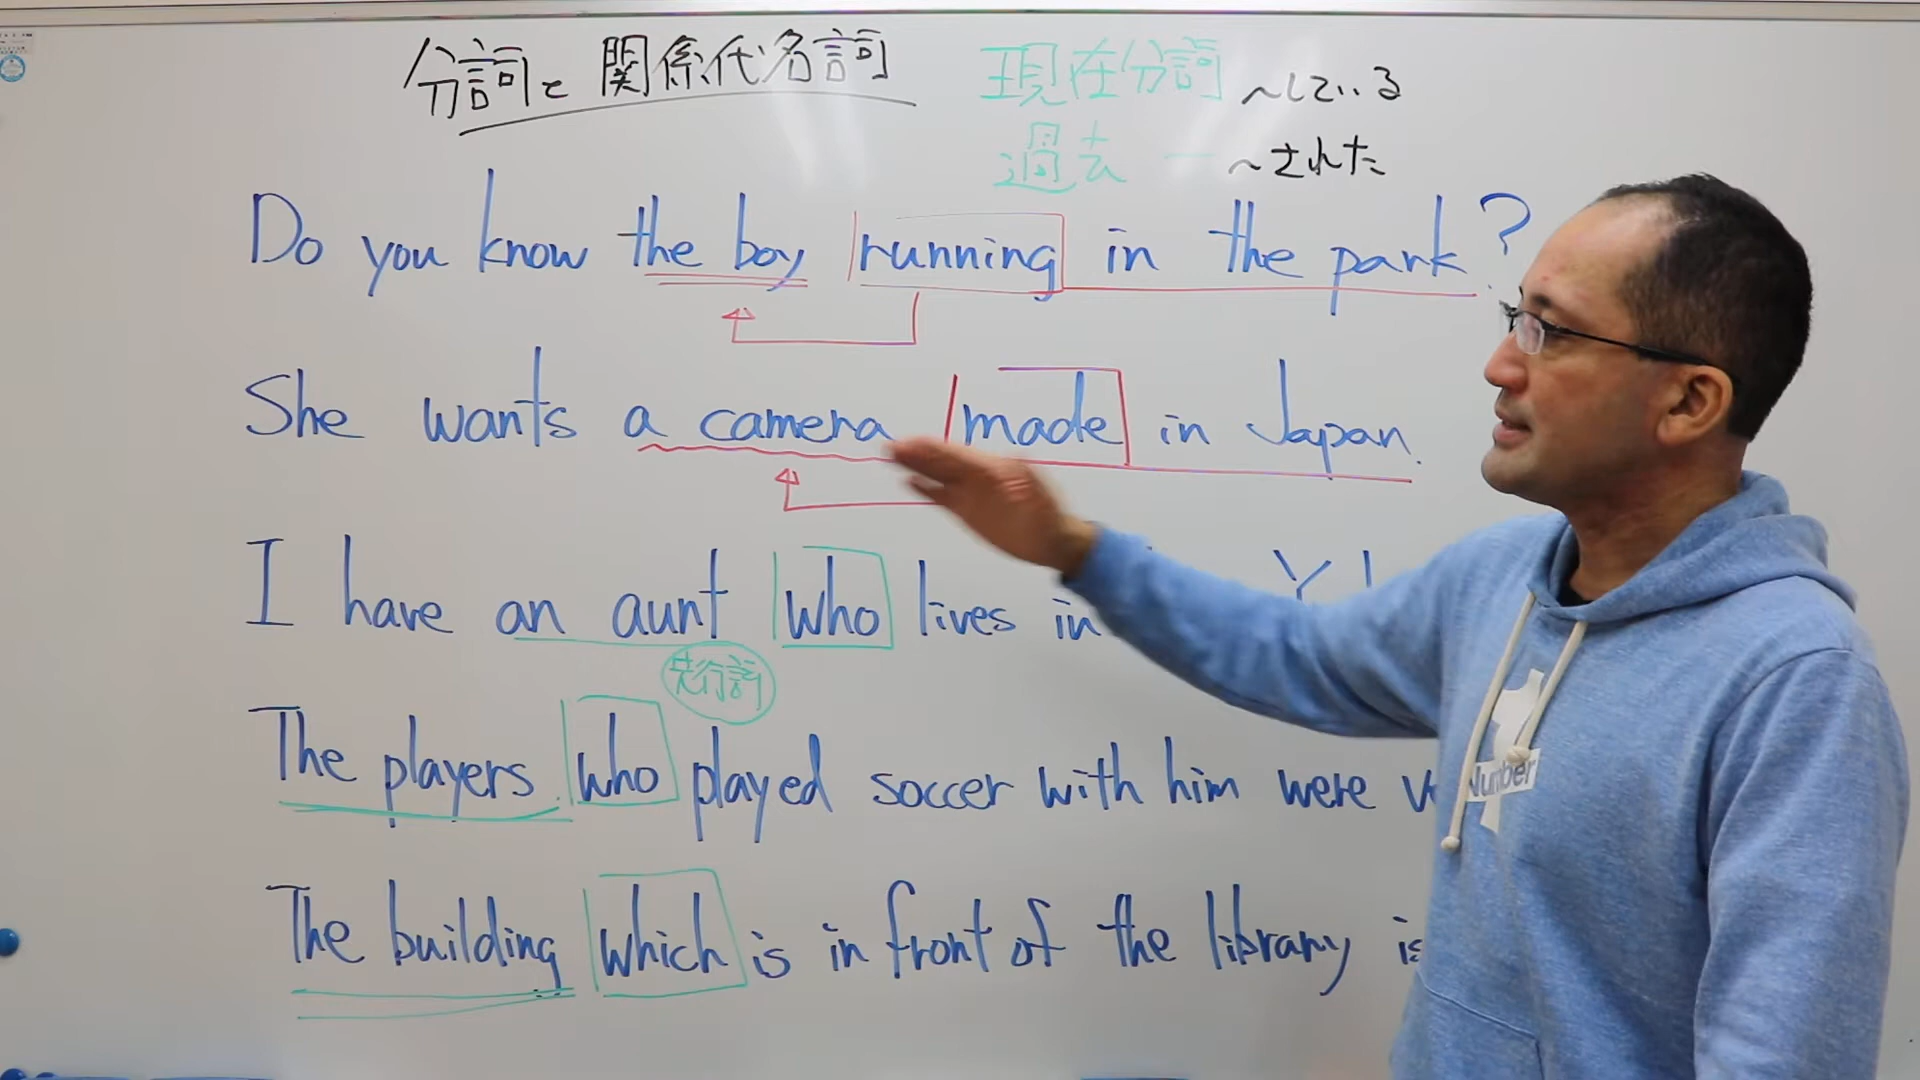 分詞と関係代名詞
現在分詞 ~している
過去 ー ~された
Do you know the boy running in the park?
She wants a camera made in Japan.
I have an aunt who lives in
先行詞
The players who played soccer with him were
The building which is in front of the library is
Number